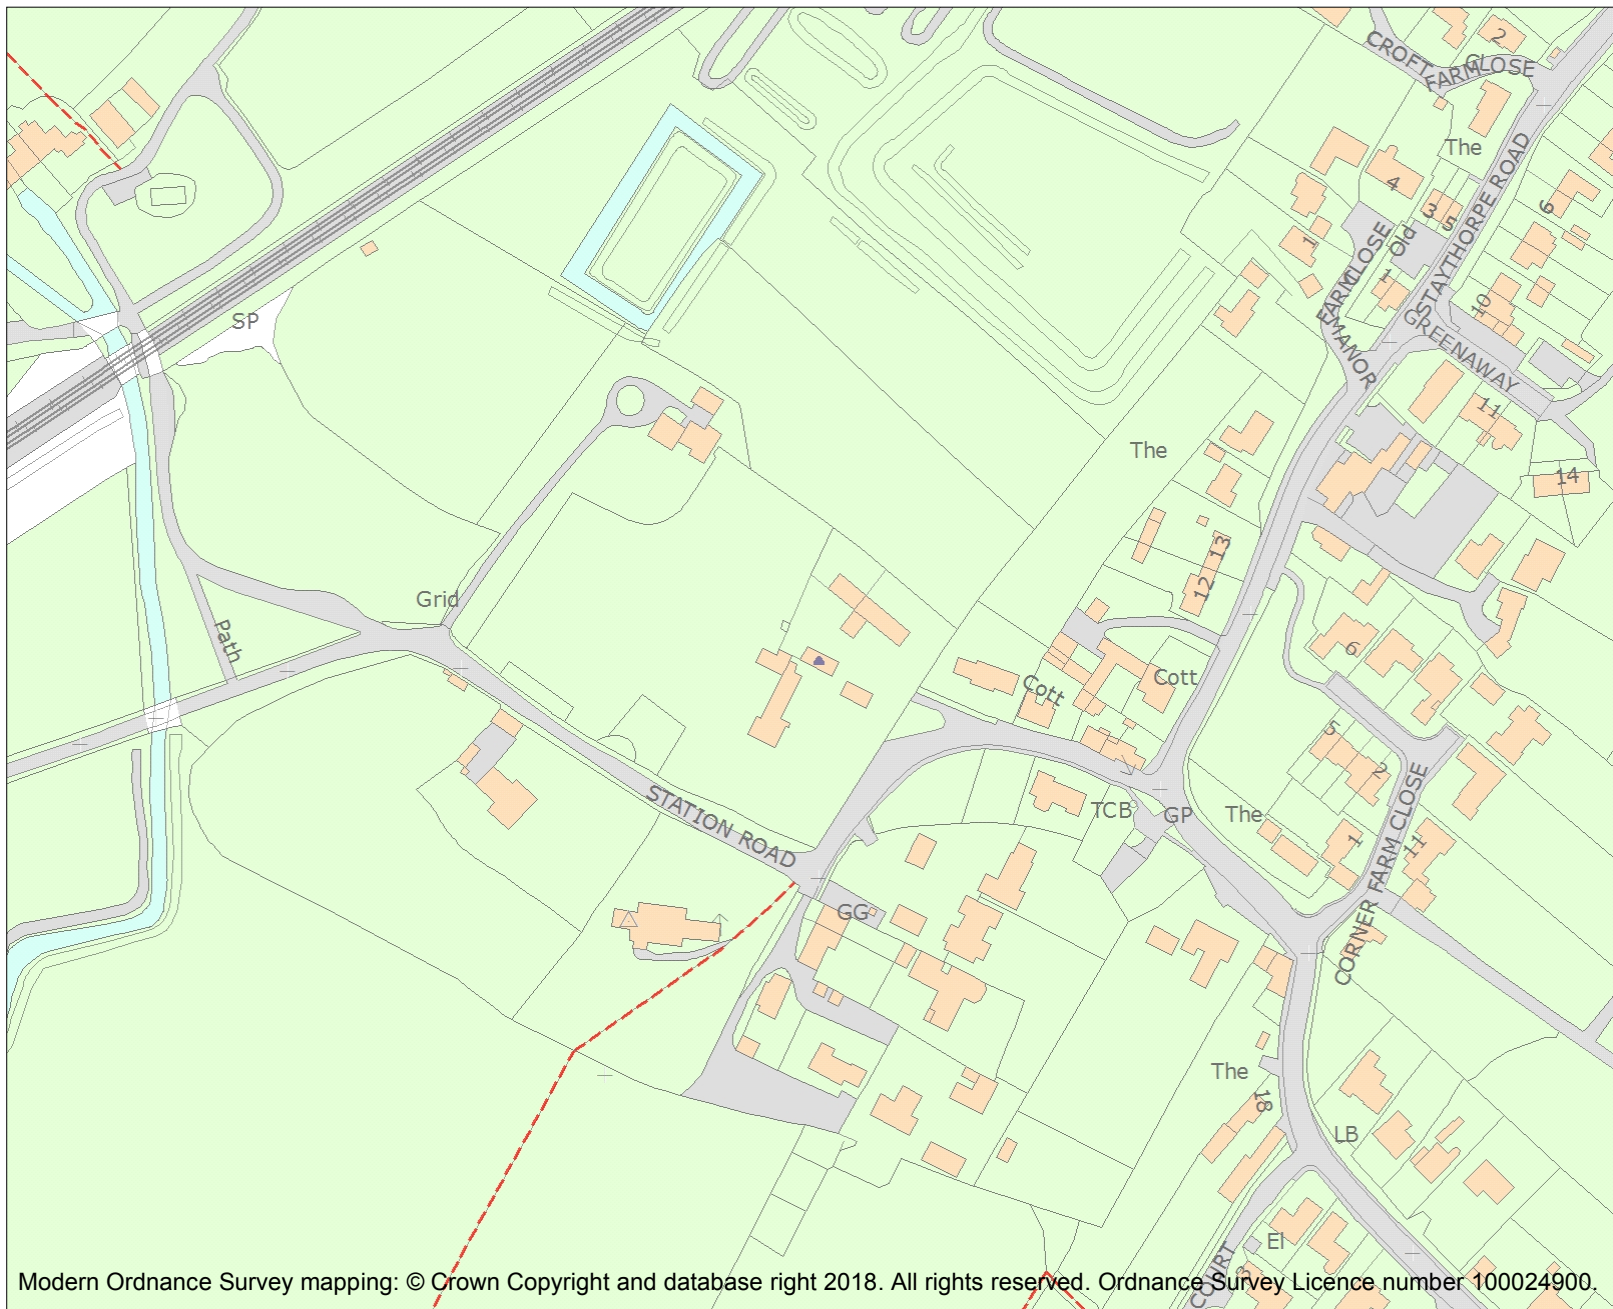 CROFT
FARM
CLOSE
2
The
4
3
5
6
STAYTHORPE ROAD
Old
1
1
FARM
CLOSE
MANOR
10
GREENAWAY
11
14
SP
The
13
12
Grid
Path
6
Cott
Cott
5
2
STATION ROAD
TCB
GP
The
1
11
CORNER FARM CLOSE
GG
The
18
LB
El
COURT
3
Modern Ordnance Survey mapping: © Crown Copyright and database right 2018. All rights reserved. Ordnance Survey Licence number 100024900.